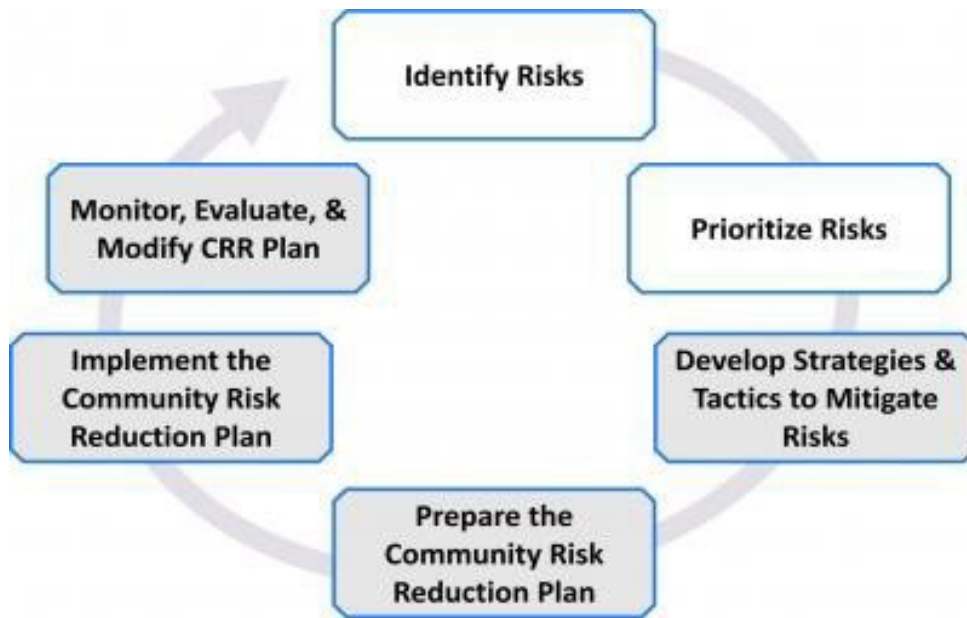 Identify Risks
Prioritize Risks
Develop Strategies &
Tactics to Mitigate
Risks
Prepare the
Community Risk
Reduction Plan
Implement the
Community Risk
Reduction Plan
Monitor, Evaluate, &
Modify CRR Plan